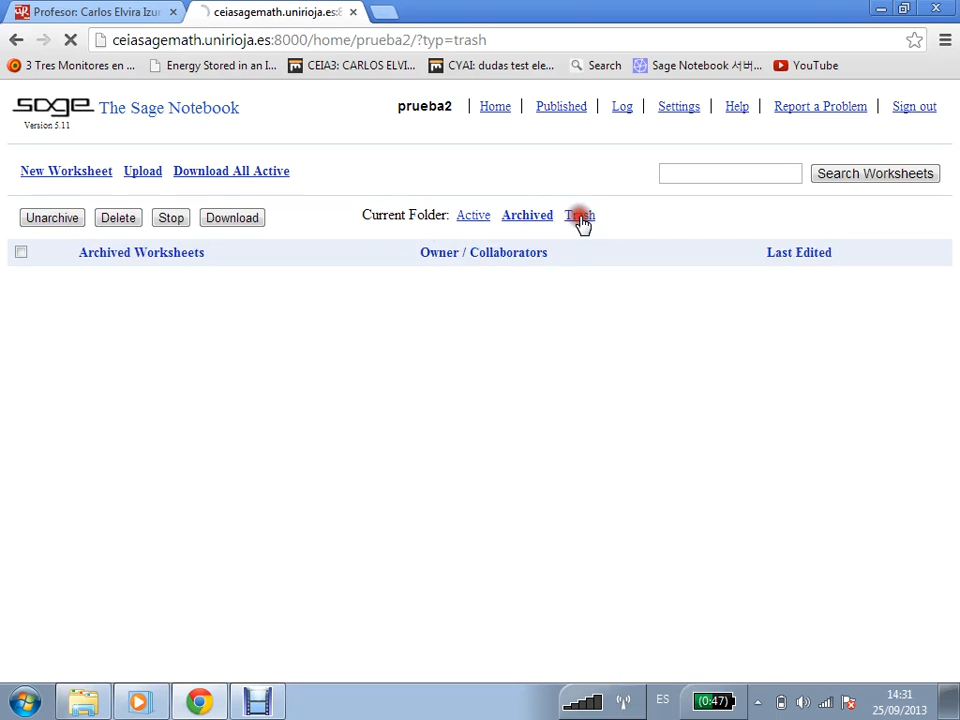 Profesor: Carlos Elvira Izur
ceiasagemath.unirioja.es:8
ceiasagemath.unirioja.es:8000/home/prueba2/?typ=trash
3 Tres Monitores en ... Energy Stored in an I... CEIA3: CARLOS ELVI... CYAI: dudas test ele... Search Sage Notebook 서버... YouTube
sage The Sage Notebook
Version 5.11
prueba2 | Home | Published | Log | Settings | Help | Report a Problem | Sign out
New Worksheet Upload Download All Active Search Worksheets
Unarchive Delete Stop Download Current Folder: Active Archived Trash
Archived Worksheets Owner / Collaborators Last Edited
ES (0:47) 14:31
25/09/2013